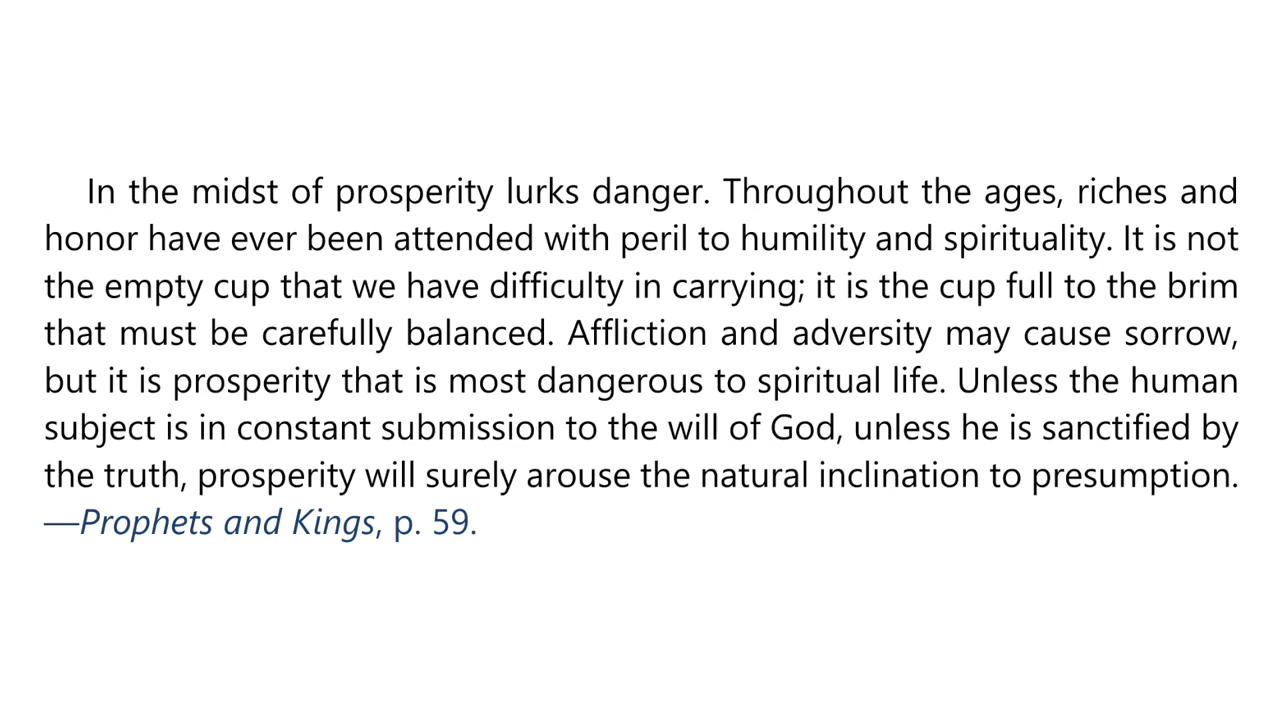 In the midst of prosperity lurks danger. Throughout the ages, riches and
honor have ever been attended with peril to humility and spirituality. It is not
the empty cup that we have difficulty in carrying; it is the cup full to the brim
that must be carefully balanced. Affliction and adversity may cause sorrow,
but it is prosperity that is most dangerous to spiritual life. Unless the human
subject is in constant submission to the will of God, unless he is sanctified by
the truth, prosperity will surely arouse the natural inclination to presumption.
—Prophets and Kings, p. 59.